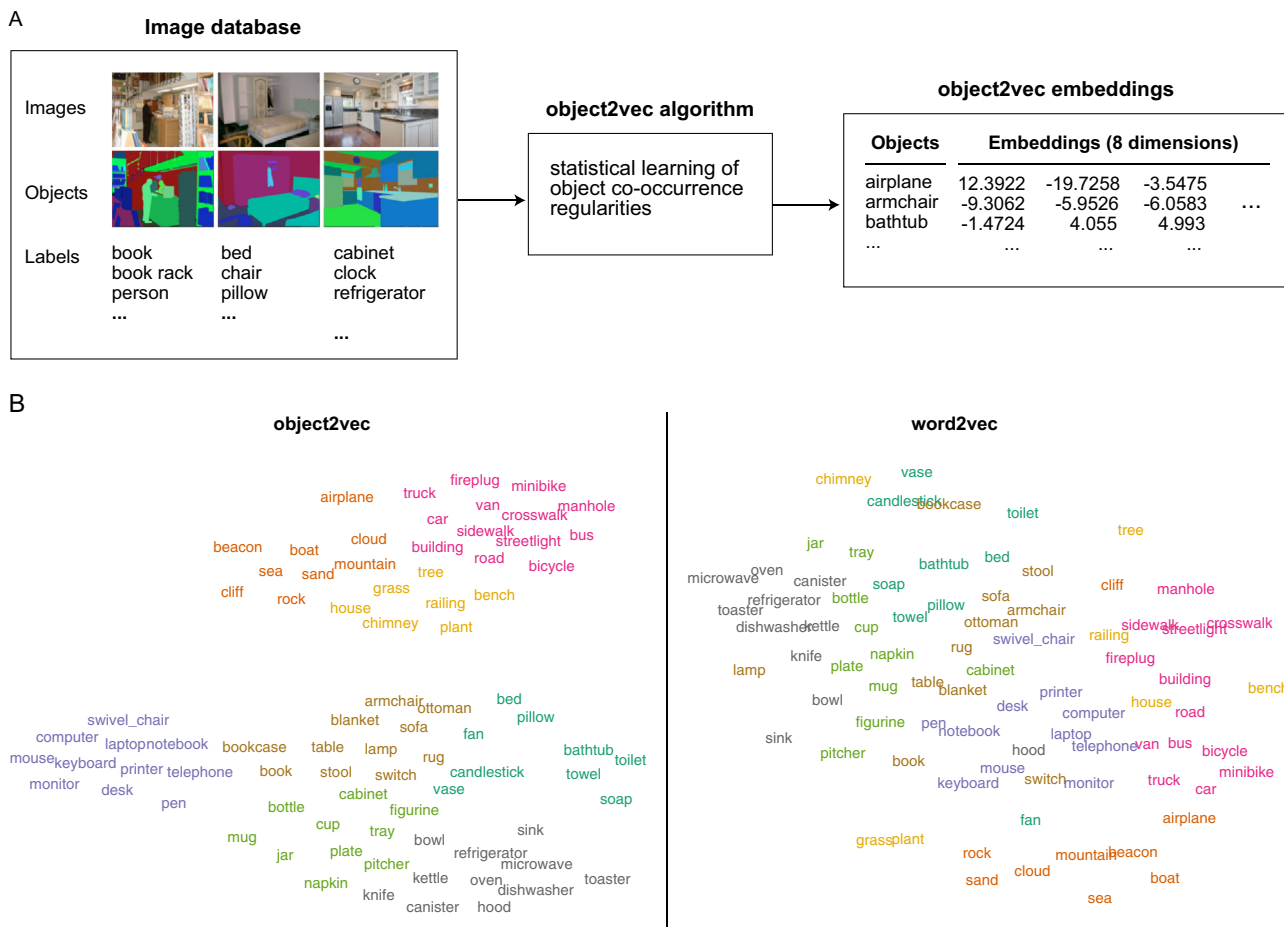 A
Image database
Images
Objects
Labels
book bed cabinet
book rack chair clock
person pillow refrigerator
... ...
...
object2vec algorithm
statistical learning of
object co-occurrence
regularities
object2vec embeddings
Objects Embeddings (8 dimensions)
airplane 12.3922 -19.7258 -3.5475
armchair -9.3062 -5.9526 -6.0583 ...
bathtub -1.4724 4.055 4.993
... ... ... ...
B
object2vec
fireplug
airplane truck minibike
van manhole
car crosswalk
cloud sidewalk bus
beacon boat building streetlight
sea sand mountain road
tree bicycle
cliff rock grass bench
house railing
chimney plant
armchair bed
ottoman
swivel_chair blanket sofa pillow
computer laptop notebook fan
mouse keyboard bookcase table lamp rug bathtub toilet
printer telephone book stool switch candlestick towel
monitor desk cabinet vase
pen bottle figurine soap
mug cup tray bowl sink
jar plate refrigerator
pitcher microwave
napkin kettle oven toaster
knife dishwasher
canister hood
word2vec
chimney vase
candlestick
bookcase toilet
tree
jar tray
oven bathtub bed
microwave canister soap stool cliff
toaster refrigerator bottle pillow sofa manhole
towel armchair
dishwasher kettle cup ottoman sidewalk crosswalk
streetlight
swivel_chair railing
knife napkin rug fireplug
lamp plate cabinet
mug table blanket building
bowl printer house bench
desk computer road
figurine pen notebook
sink laptop
pitcher hood telephone van bus
book mouse bicycle
keyboard switch monitor truck minibike
car
fan airplane
grass plant
rock mountain beacon
sand cloud boat
sea